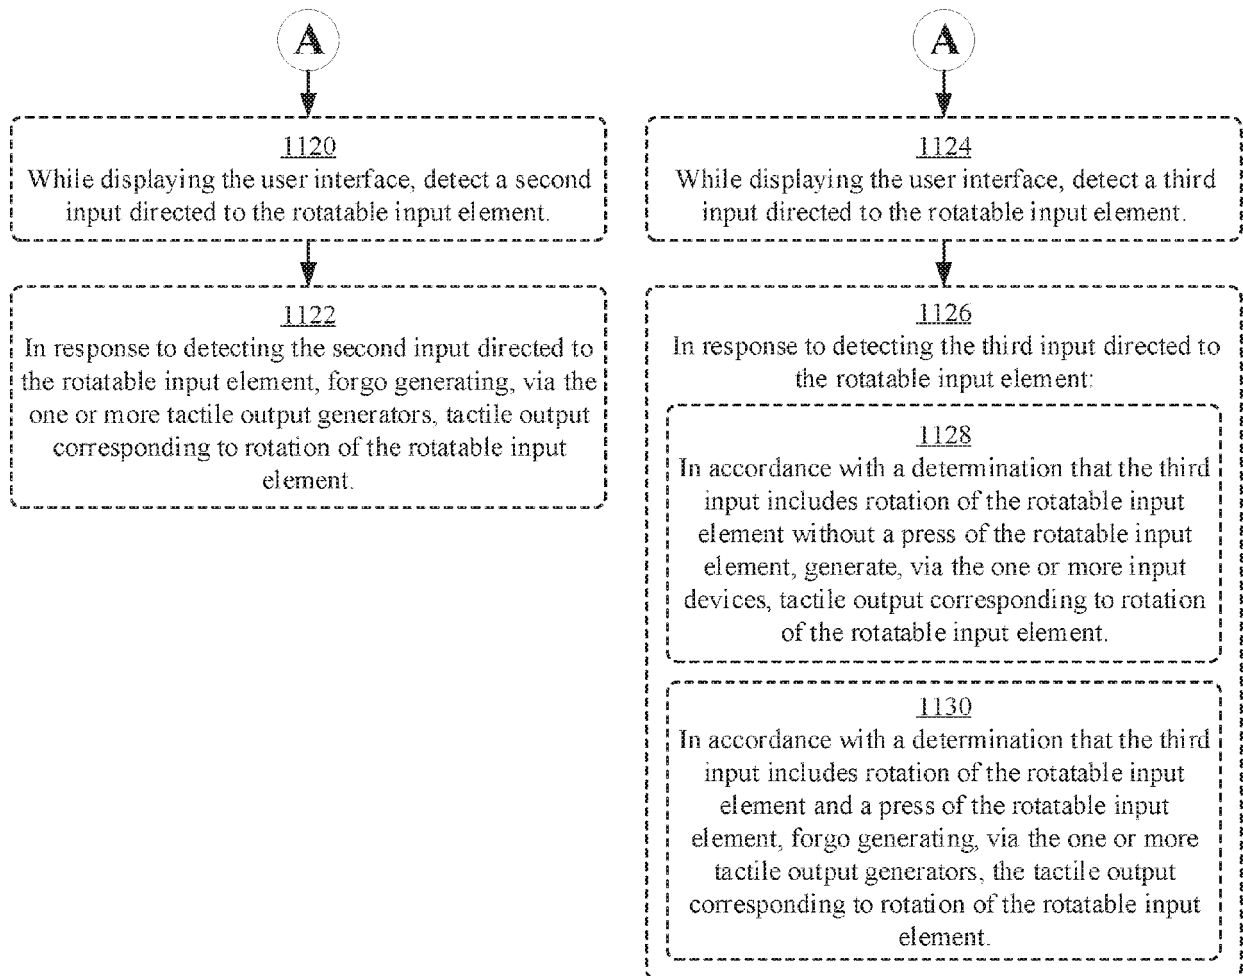 A
1120
While displaying the user interface, detect a second
input directed to the rotatable input element.
1122
In response to detecting the second input directed to
the rotatable input element, forgo generating, via the
one or more tactile output generators, tactile output
corresponding to rotation of the rotatable input
element.
A
1124
While displaying the user interface, detect a third
input directed to the rotatable input element.
1126
In response to detecting the third input directed to
the rotatable input element:
1128
In accordance with a determination that the third
input includes rotation of the rotatable input
element without a press of the rotatable input
element, generate, via the one or more input
devices, tactile output corresponding to rotation
of the rotatable input element.
1130
In accordance with a determination that the third
input includes rotation of the rotatable input
element and a press of the rotatable input
element, forgo generating, via the one or more
tactile output generators, the tactile output
corresponding to rotation of the rotatable input
element.